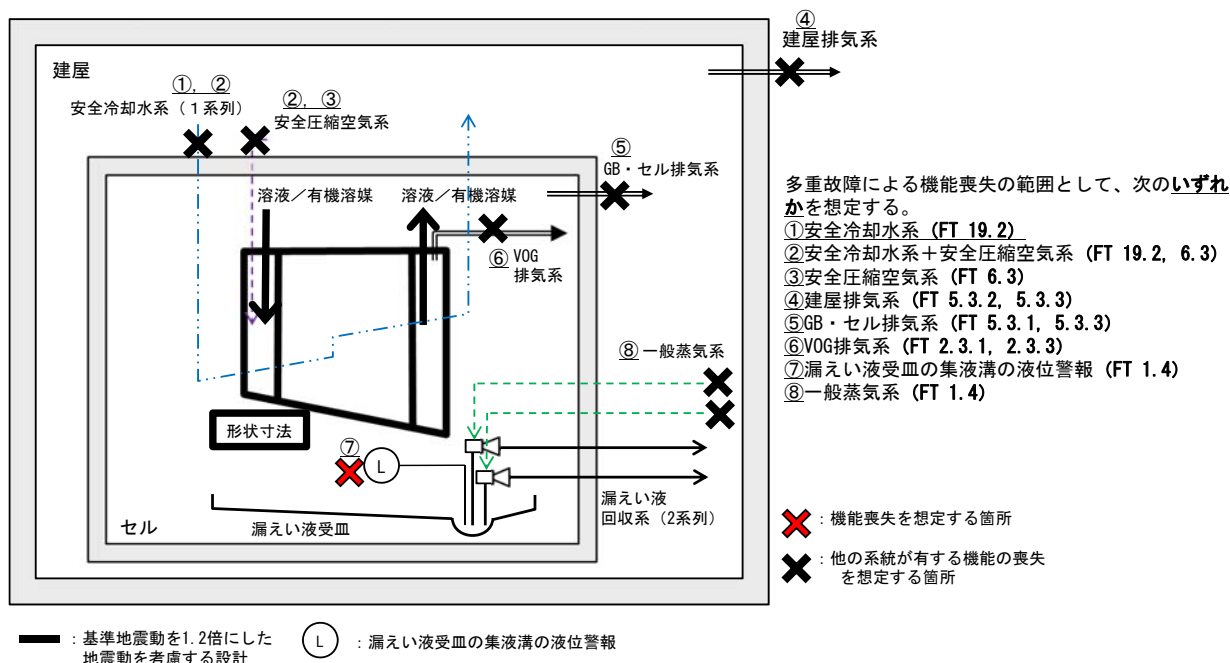 ④
建屋排気系
建屋
①, ②
安全冷却水系（１系列）
②, ③
安全圧縮空気系
⑤
GB・セル排気系
溶液／有機溶媒
溶液／有機溶媒
⑥ VOG
排気系
⑧一般蒸気系
形状寸法
⑦
L
漏えい液
回収系（2系列）
セル
漏えい液受皿
多重故障による機能喪失の範囲として、次のいずれ
かを想定する。
①安全冷却水系 (FT 19.2)
②安全冷却水系＋安全圧縮空気系 (FT 19.2, 6.3)
③安全圧縮空気系 (FT 6.3)
④建屋排気系 (FT 5.3.2, 5.3.3)
⑤GB・セル排気系 (FT 5.3.1, 5.3.3)
⑥VOG排気系 (FT 2.3.1, 2.3.3)
⑦漏えい液受皿の集液溝の液位警報 (FT 1.4)
⑧一般蒸気系 (FT 1.4)
：機能喪失を想定する箇所
：他の系統が有する機能の喪失
を想定する箇所
：基準地震動を1.2倍にした
地震動を考慮する設計
L ：漏えい液受皿の集液溝の液位警報